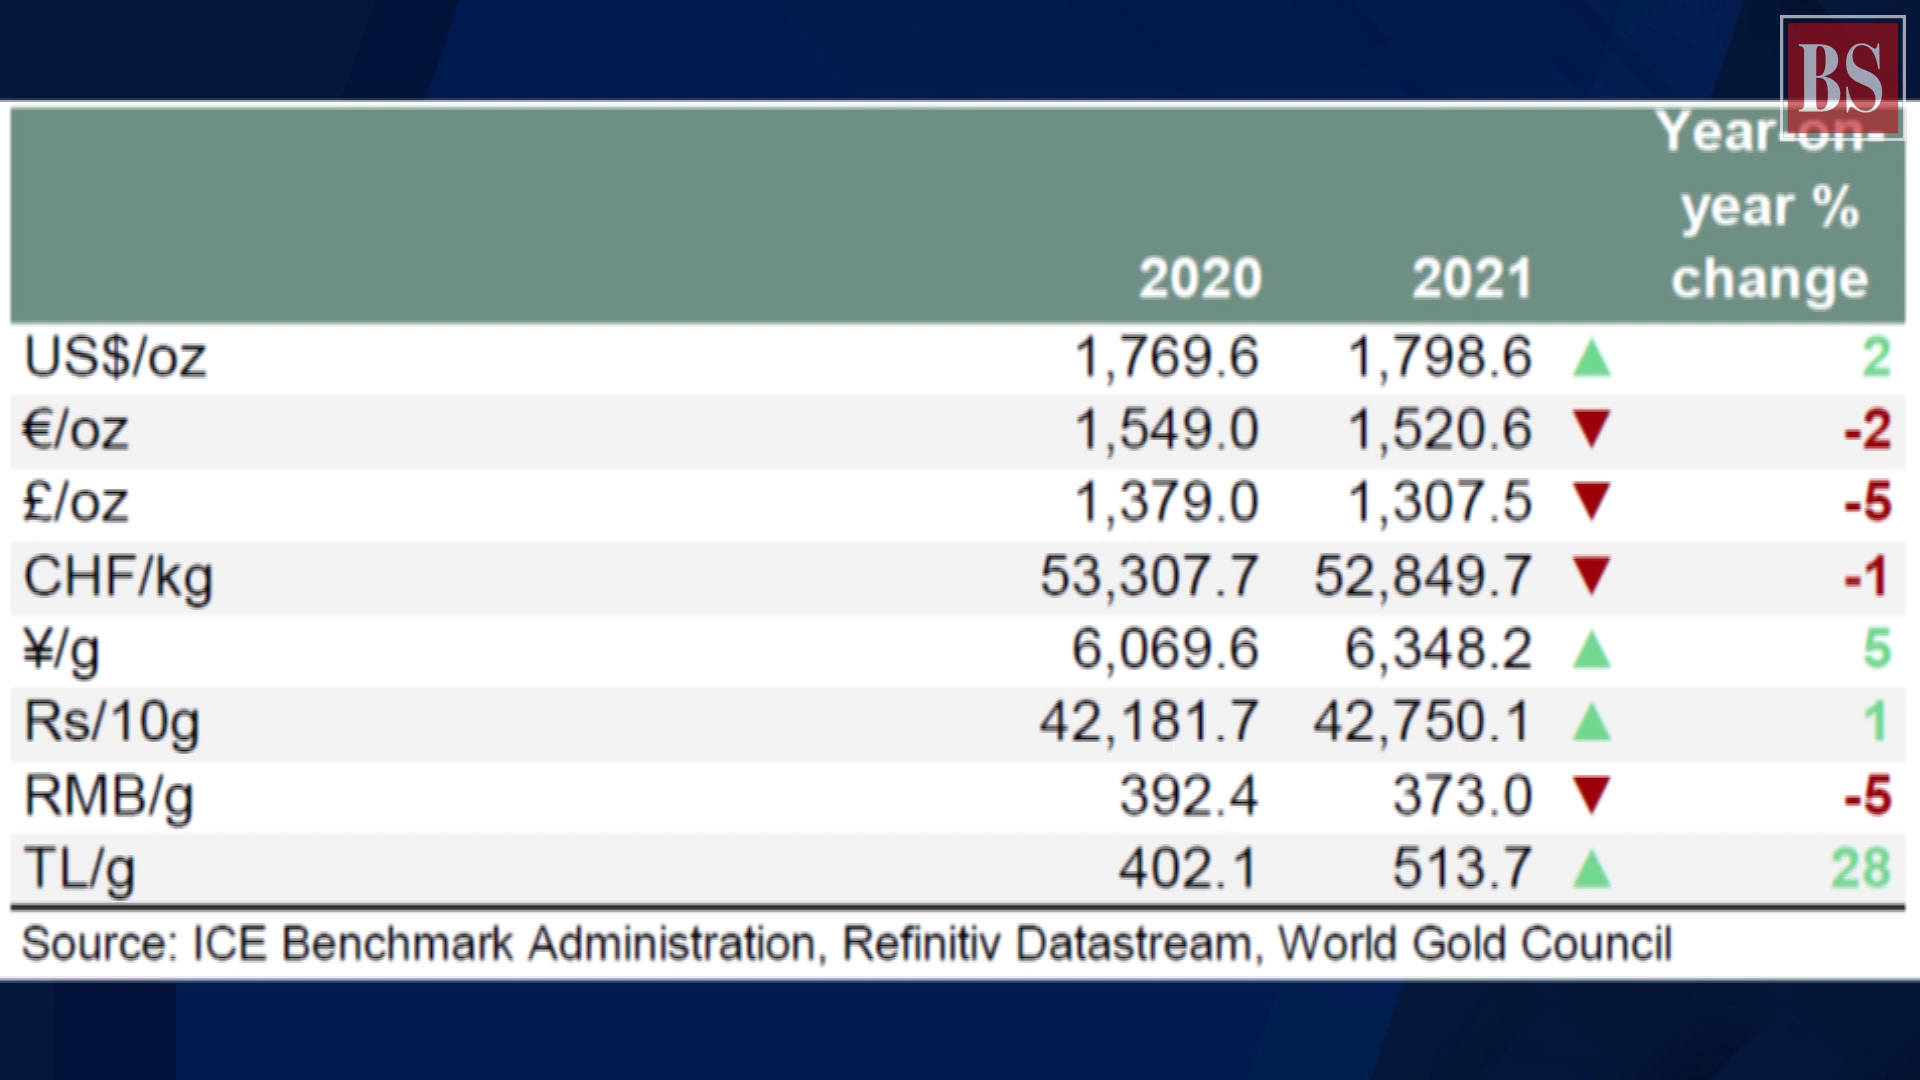 BS
Year-on-
year %
2020 2021 change
US$/oz 1,769.6 1,798.6 ▲ 2
€/oz 1,549.0 1,520.6 ▼ -2
£/oz 1,379.0 1,307.5 ▼ -5
CHF/kg 53,307.7 52,849.7 ▼ -1
¥/g 6,069.6 6,348.2 ▲ 5
Rs/10g 42,181.7 42,750.1 ▲ 1
RMB/g 392.4 373.0 ▼ -5
TL/g 402.1 513.7 ▲ 28
Source: ICE Benchmark Administration, Refinitiv Datastream, World Gold Council